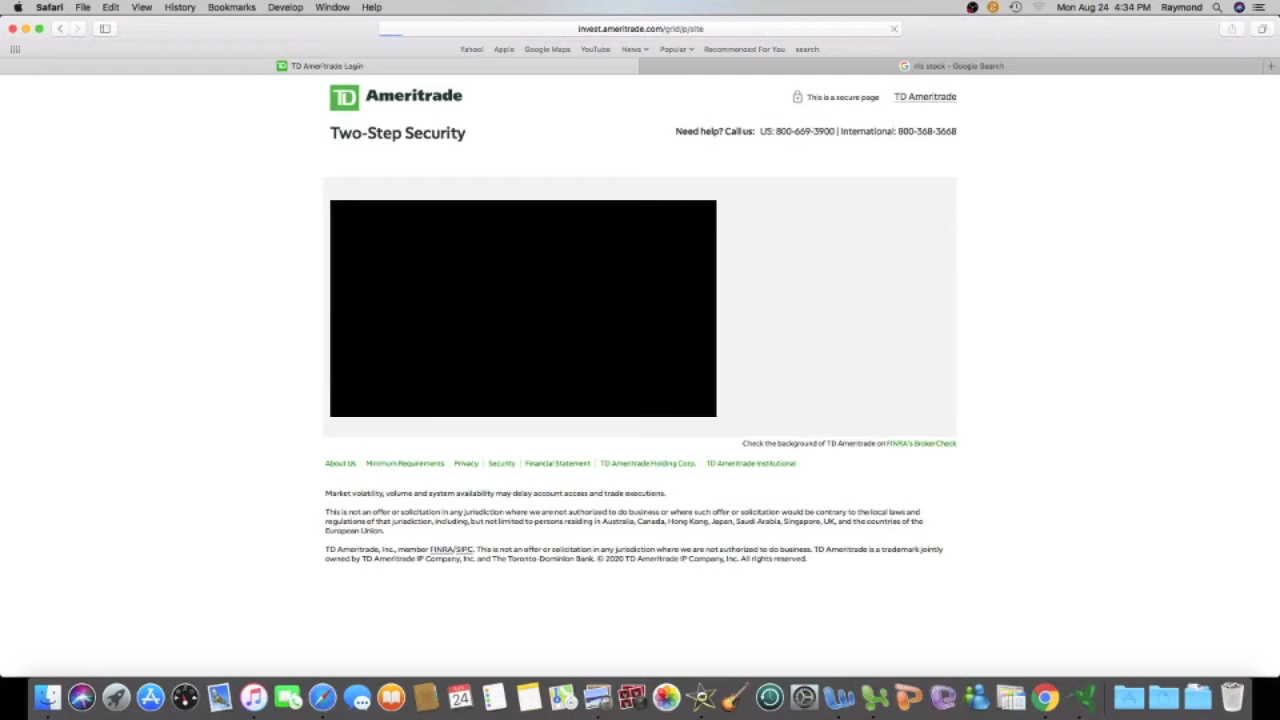 Safari File Edit View History Bookmarks Develop Window Help Mon Aug 24 4:34 PM Raymond
invest.ameritrade.com/grid/p/site
Yahoo! Apple Google Maps YouTube News Popular Recommended For You search
TD Ameritrade Login
nls stock - Google Search
TD Ameritrade
This is a secure page TD Ameritrade
Two-Step Security
Need help? Call us: US: 800-669-3900 | International: 800-368-3668
Check the background of TD Ameritrade on FINRA's BrokerCheck
About Us | Minimum Requirements | Privacy | Security | Financial Statement | TD Ameritrade Holding Corp. | TD Ameritrade Institutional
Market volatility, volume and system availability may delay account access and trade executions.
This is not an offer or solicitation in any jurisdiction where we are not authorized to do business or where such offer or solicitation would be contrary to the local laws and
regulations of that jurisdiction, including, but not limited to persons residing in Australia, Canada, Hong Kong, Japan, Saudi Arabia, Singapore, UK, and the countries of the
European Union.
TD Ameritrade, Inc., member FINRA/SIPC. This is not an offer or solicitation in any jurisdiction where we are not authorized to do business. TD Ameritrade is a trademark jointly
owned by TD Ameritrade IP Company, Inc. and The Toronto-Dominion Bank. © 2020 TD Ameritrade IP Company, Inc. All rights reserved.
24